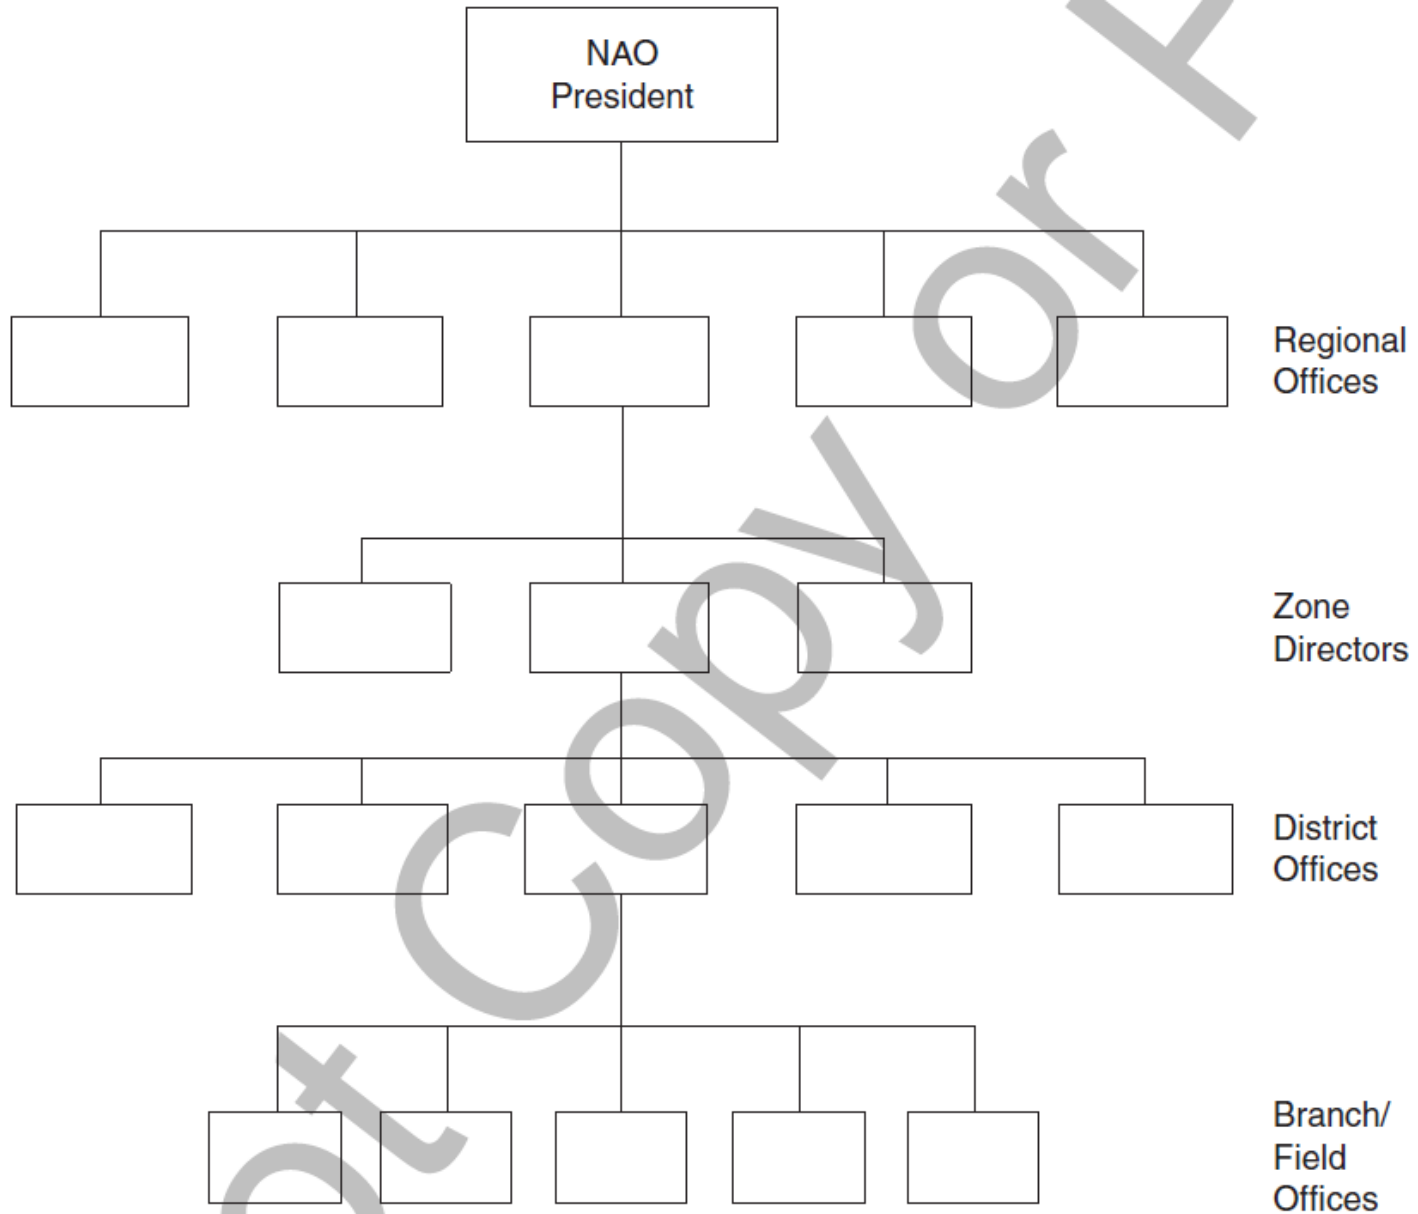 NAO
President
Regional
Offices
Zone
Directors
District
Offices
Branch/
Field
Offices
Copy or